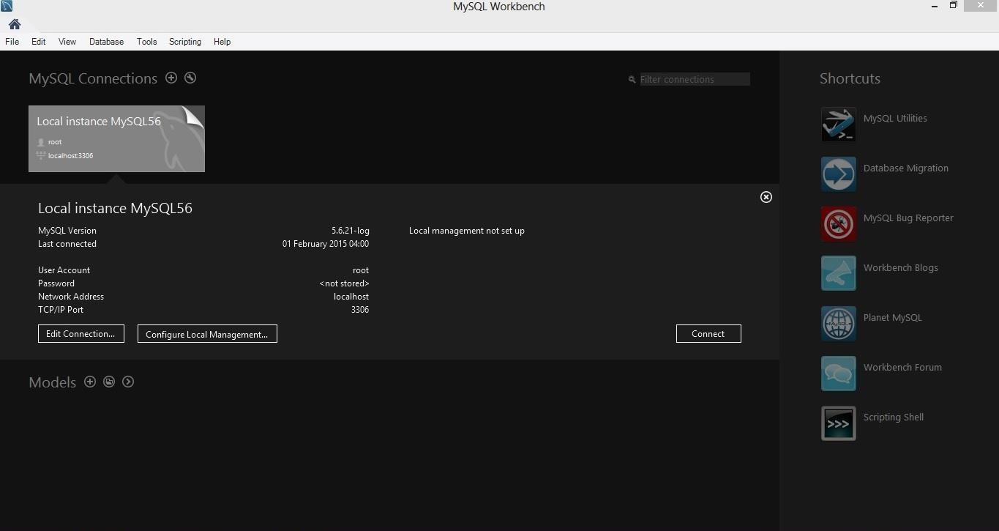 MySQL Workbench
File Edit View Database Tools Scripting Help
MySQL Connections
Filter connections
Local instance MySQL56
root
localhost:3306
Local instance MySQL56
MySQL Version 5.6.21-log Local management not set up
Last connected 01 February 2015 04:00
User Account root
Password <not stored>
Network Address localhost
TCP/IP Port 3306
Edit Connection... Configure Local Management... Connect
Models
Shortcuts
MySQL Utilities
Database Migration
MySQL Bug Reporter
Workbench Blogs
MySQL
Planet MySQL
Workbench Forum
>>>
Scripting Shell